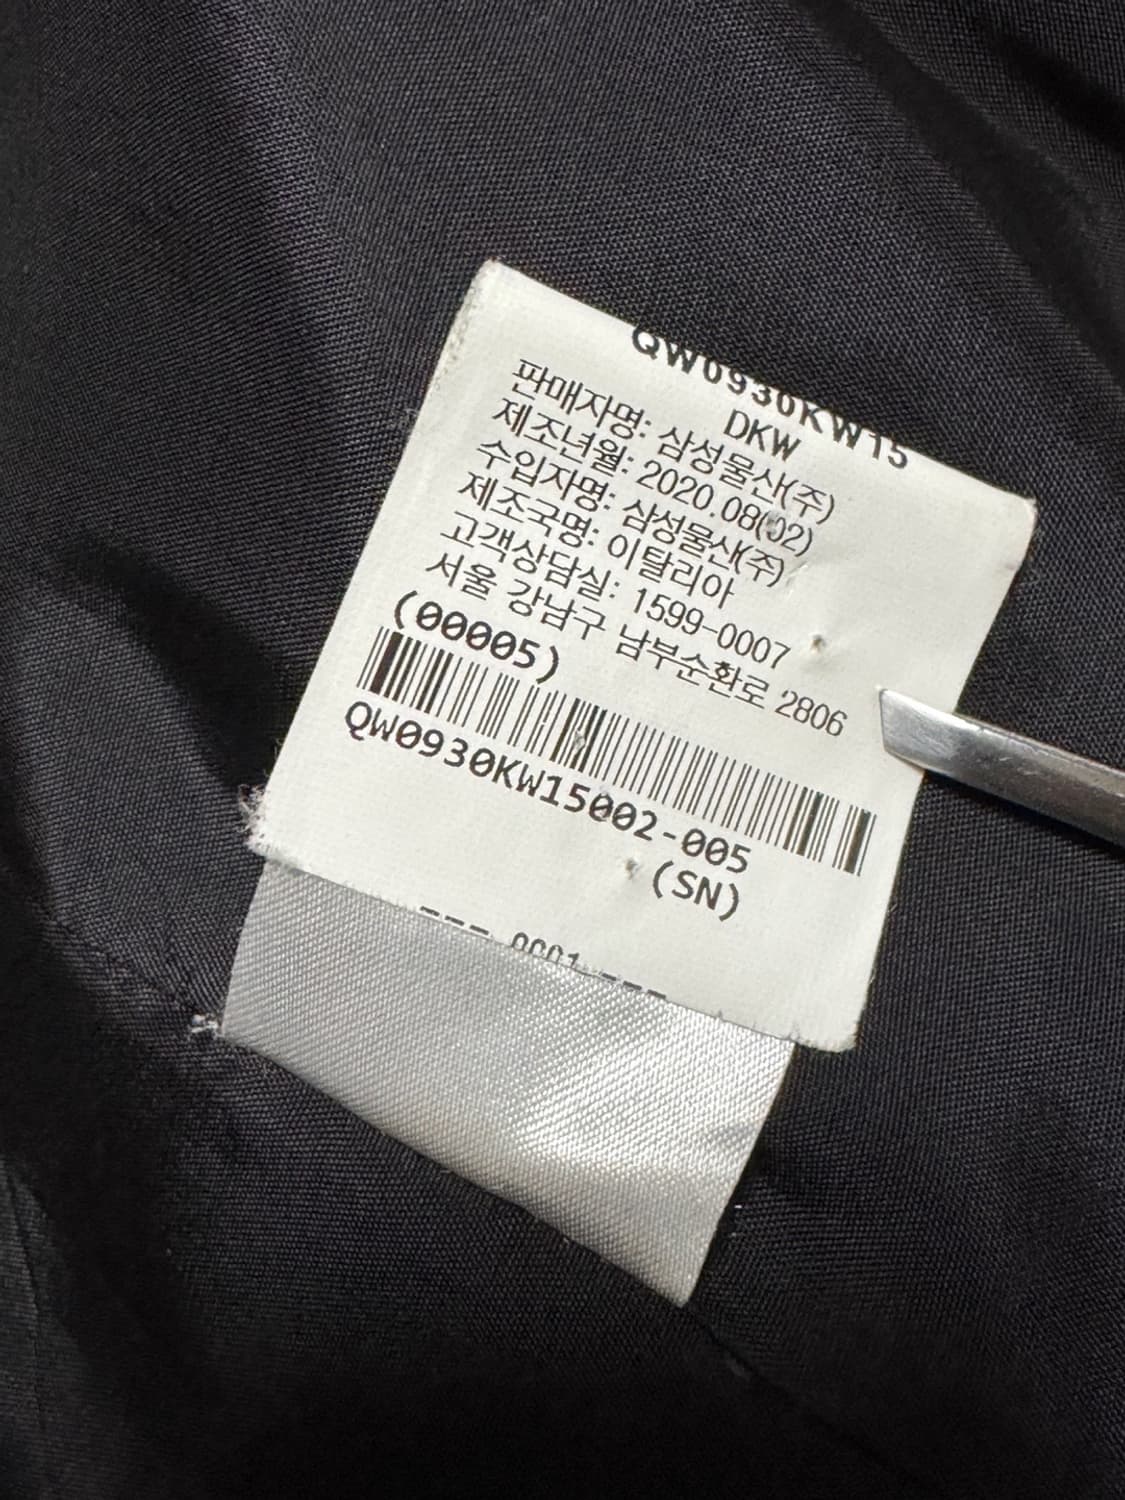 QW0930KW15
DKW
판매자명: 삼성물산(주)
제조년월: 2020.08(02)
수입자명: 삼성물산(주)
제조국명: 이탈리아
고객상담실: 1599-0007
서울 강남구 남부순환로 2806
(00005)
QW0930KW15002-005
(SN)